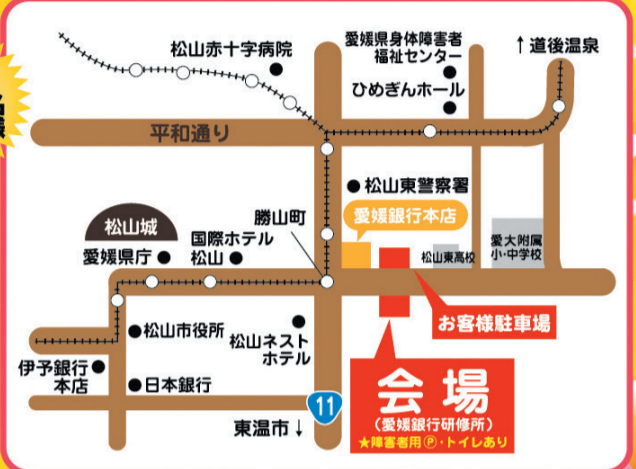 松山赤十字病院
愛媛県身体障害者
福祉センター
ひめぎんホール
↑道後温泉
平和通り
松山東警察署
愛媛銀行本店
勝山町
松山城
愛媛県庁
国際ホテル
松山
松山東高校
愛大附属
小・中学校
お客様駐車場
松山市役所
松山ネスト
ホテル
伊予銀行
本店
日本銀行
11
東温市↓
会場
(愛媛銀行研修所)
★障害者用Ⓟ・トイレあり